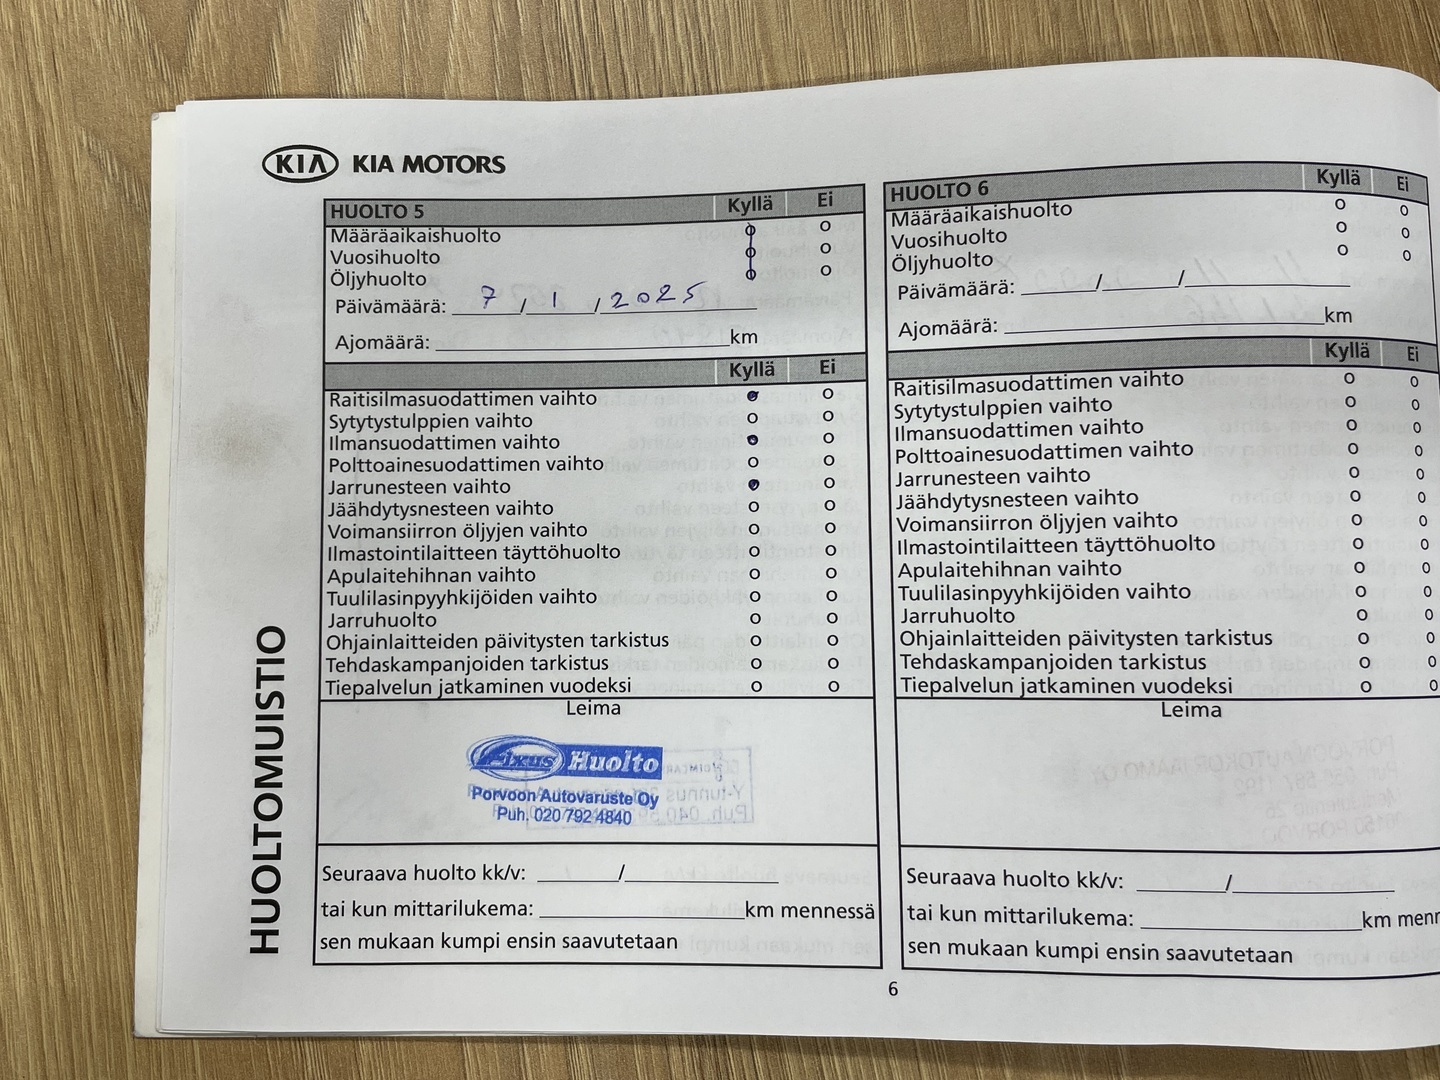 KIA KIA MOTORS
HUOLTOMUISTIO
HUOLTO 5 Kyllä Ei
Määräaikaishuolto o o
Vuosihuolto o o
Öljyhuolto o o
Päivämäärä: 7 / 1 / 2025
Ajomäärä: km
Kyllä Ei
Raitisilmasuodattimen vaihto o o
Sytytystulppien vaihto o o
Ilmansuodattimen vaihto o o
Polttoainesuodattimen vaihto o o
Jarrunesteen vaihto o o
Jäähdytysnesteen vaihto o o
Voimansiirron öljyjen vaihto o o
Ilmastointilaitteen täyttöhuolto o o
Apulaitehihnan vaihto o o
Tuulilasinpyyhkijöiden vaihto o o
Jarruhuolto o o
Ohjainlaitteiden päivitysten tarkistus o o
Tehdaskampanjoiden tarkistus o o
Tiepalvelun jatkaminen vuodeksi o o
Leima
Fixus Huolto
Porvoon Autovaruste Oy
Puh. 020 792 4840
Seuraava huolto kk/v: /
tai kun mittarilukema: km mennessä
sen mukaan kumpi ensin saavutetaan
HUOLTO 6 Kyllä Ei
Määräaikaishuolto o o
Vuosihuolto o o
Öljyhuolto o o
Päivämäärä: / /
Ajomäärä: km
Kyllä Ei
Raitisilmasuodattimen vaihto o o
Sytytystulppien vaihto o o
Ilmansuodattimen vaihto o o
Polttoainesuodattimen vaihto o o
Jarrunesteen vaihto o o
Jäähdytysnesteen vaihto o o
Voimansiirron öljyjen vaihto o o
Ilmastointilaitteen täyttöhuolto o o
Apulaitehihnan vaihto o o
Tuulilasinpyyhkijöiden vaihto o o
Jarruhuolto o o
Ohjainlaitteiden päivitysten tarkistus o o
Tehdaskampanjoiden tarkistus o o
Tiepalvelun jatkaminen vuodeksi o o
Leima
Seuraava huolto kk/v: /
tai kun mittarilukema: km menn
sen mukaan kumpi ensin saavutetaan
6